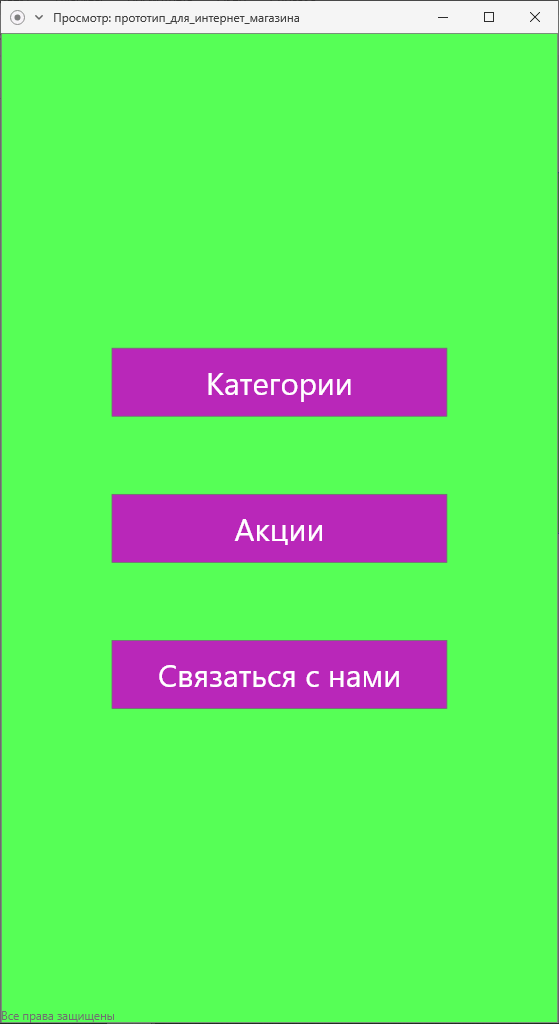 Просмотр: прототип_для_интернет_магазина
Категории
Акции
Связаться с нами
Все права защищены